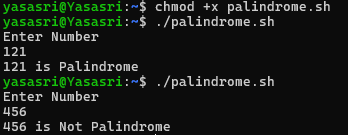 yasasri@Yasasri:~$ chmod +x palindrome.sh
yasasri@Yasasri:~$ ./palindrome.sh
Enter Number
121
121 is Palindrome
yasasri@Yasasri:~$ ./palindrome.sh
Enter Number
456
456 is Not Palindrome